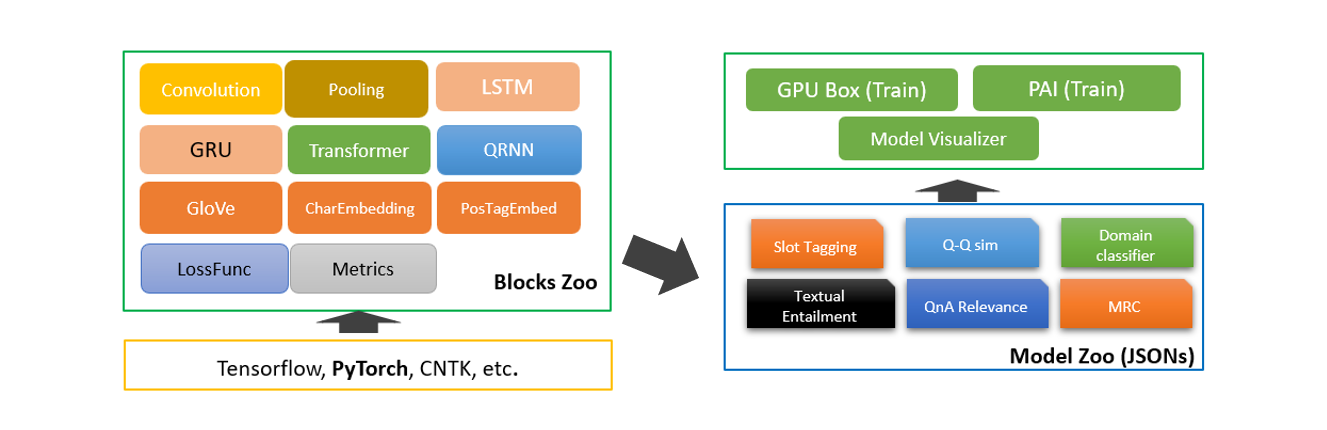 Convolution
Pooling
LSTM
GRU
Transformer
QRNN
GloVe
CharEmbedding
PosTagEmbed
LossFunc
Metrics
Blocks Zoo
Tensorflow, PyTorch, CNTK, etc.
GPU Box (Train)
PAI (Train)
Model Visualizer
Slot Tagging
Q-Q sim
Domain
classifier
Textual
Entailment
QnA Relevance
MRC
Model Zoo (JSONs)